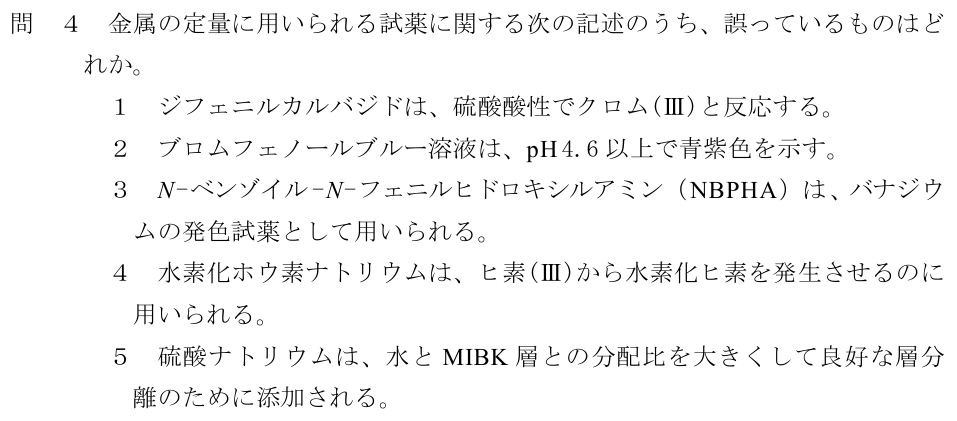 問　４　金属の定量に用いられる試薬に関する次の記述のうち、誤っているものはど
れか。
１　ジフェニルカルバジドは、硫酸酸性でクロム(Ⅲ)と反応する。
２　ブロムフェノールブルー溶液は、pH 4.6 以上で青紫色を示す。
３　N-ベンゾイル-N-フェニルヒドロキシルアミン（NBPHA）は、バナジウ
ムの発色試薬として用いられる。
４　水素化ホウ素ナトリウムは、ヒ素(Ⅲ)から水素化ヒ素を発生させるのに
用いられる。
５　硫酸ナトリウムは、水と MIBK 層との分配比を大きくして良好な層分
離のために添加される。